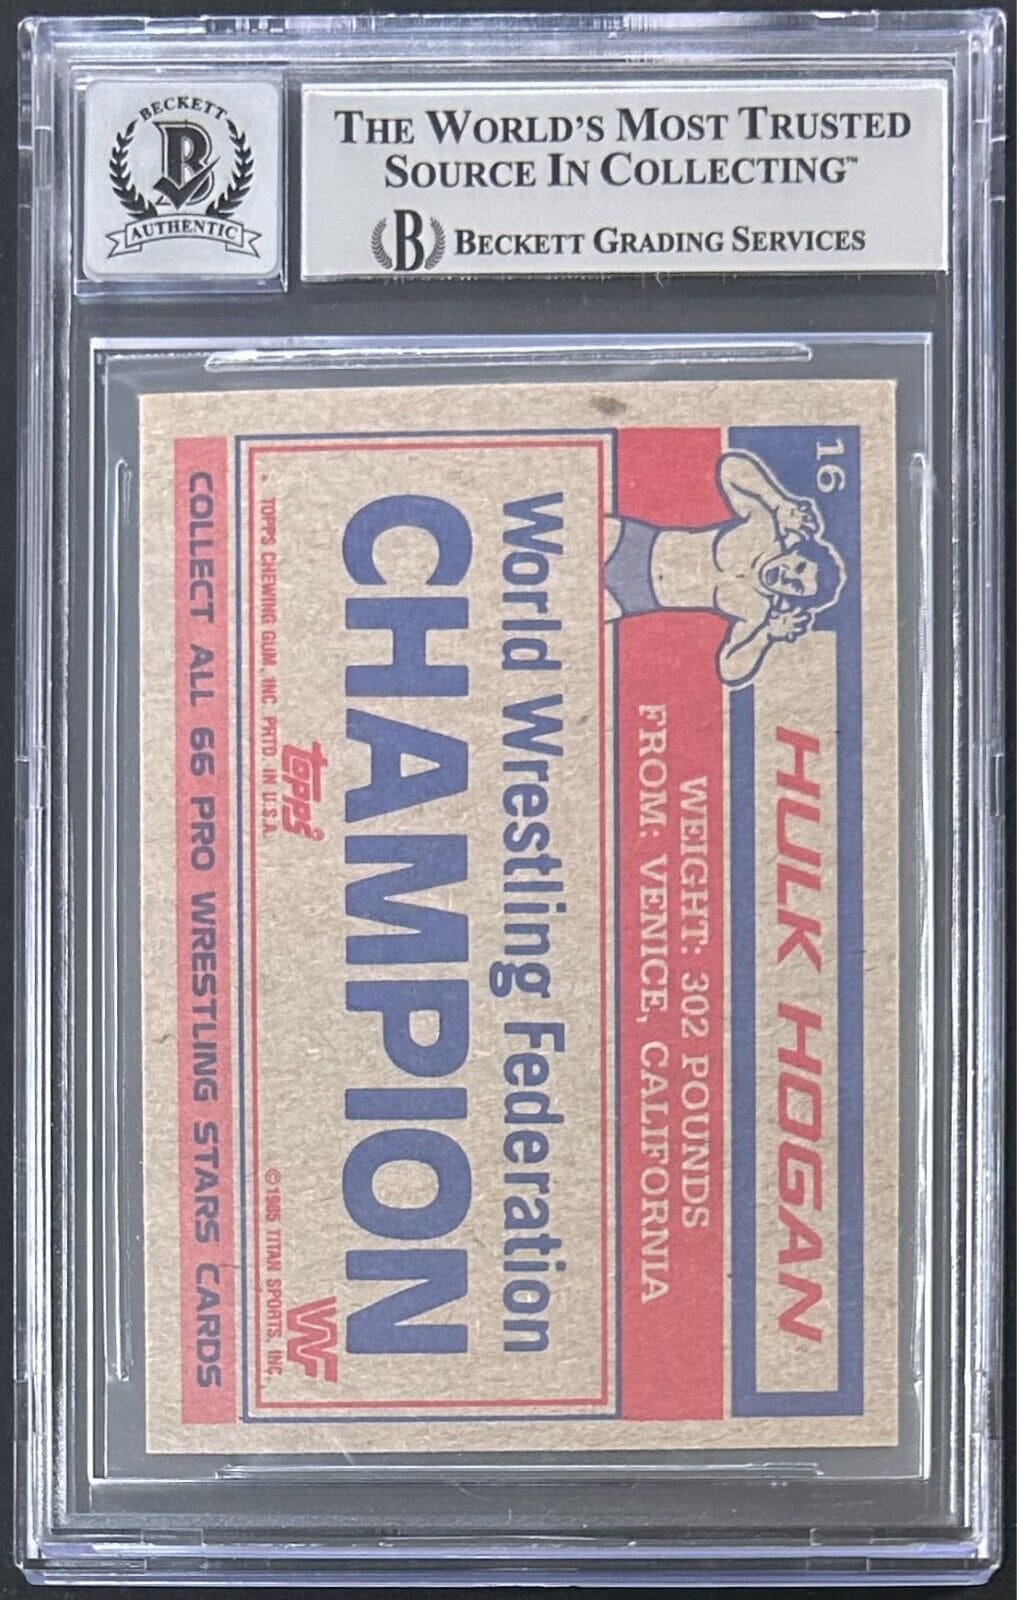 BECKETT
B
AUTHENTIC
THE WORLD'S MOST TRUSTED
SOURCE IN COLLECTING™
B BECKETT GRADING SERVICES
16
HULK HOGAN®
WEIGHT: 302 POUNDS
FROM: VENICE, CALIFORNIA
World Wrestling Federation
CHAMPION
topps®
WF
* TOPPS CHEWING GUM, INC. PRTD. IN U.S.A.
©1985 TITAN SPORTS, INC.
COLLECT ALL 66 PRO WRESTLING STARS CARDS